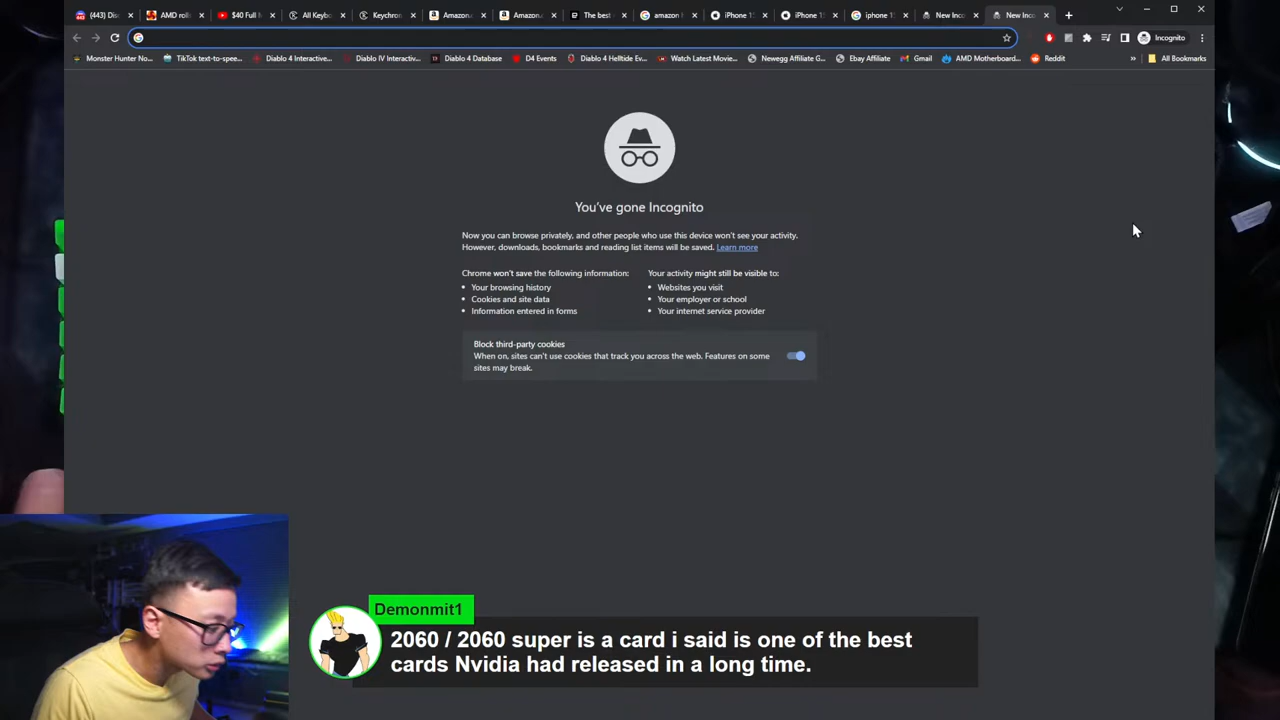 (443) Dis
AMD rolls
$40 Full M
All Keybo
Keychron
Amazon.c
Amazon.c
The best
amazon
iPhone 1
iPhone 1
iphone 1
New Inco
New Inco
Incognito
Monster Hunter No...
TikTok text-to-spee...
Diablo 4 Interactive...
Diablo IV Interactiv...
Diablo 4 Database
D4 Events
Diablo 4 Helltide Ev...
Watch Latest Movie...
Newegg Affiliate G...
Ebay Affiliate
Gmail
AMD Motherboard...
Reddit
»
All Bookmarks
You've gone Incognito
Now you can browse privately, and other people who use this device won't see your activity.
However, downloads, bookmarks and reading list items will be saved. Learn more
Chrome won't save the following information:
• Your browsing history
• Cookies and site data
• Information entered in forms
Your activity might still be visible to:
• Websites you visit
• Your employer or school
• Your internet service provider
Block third-party cookies
When on, sites can't use cookies that track you across the web. Features on some
sites may break.
Demonmit1
2060 / 2060 super is a card i said is one of the best
cards Nvidia had released in a long time.